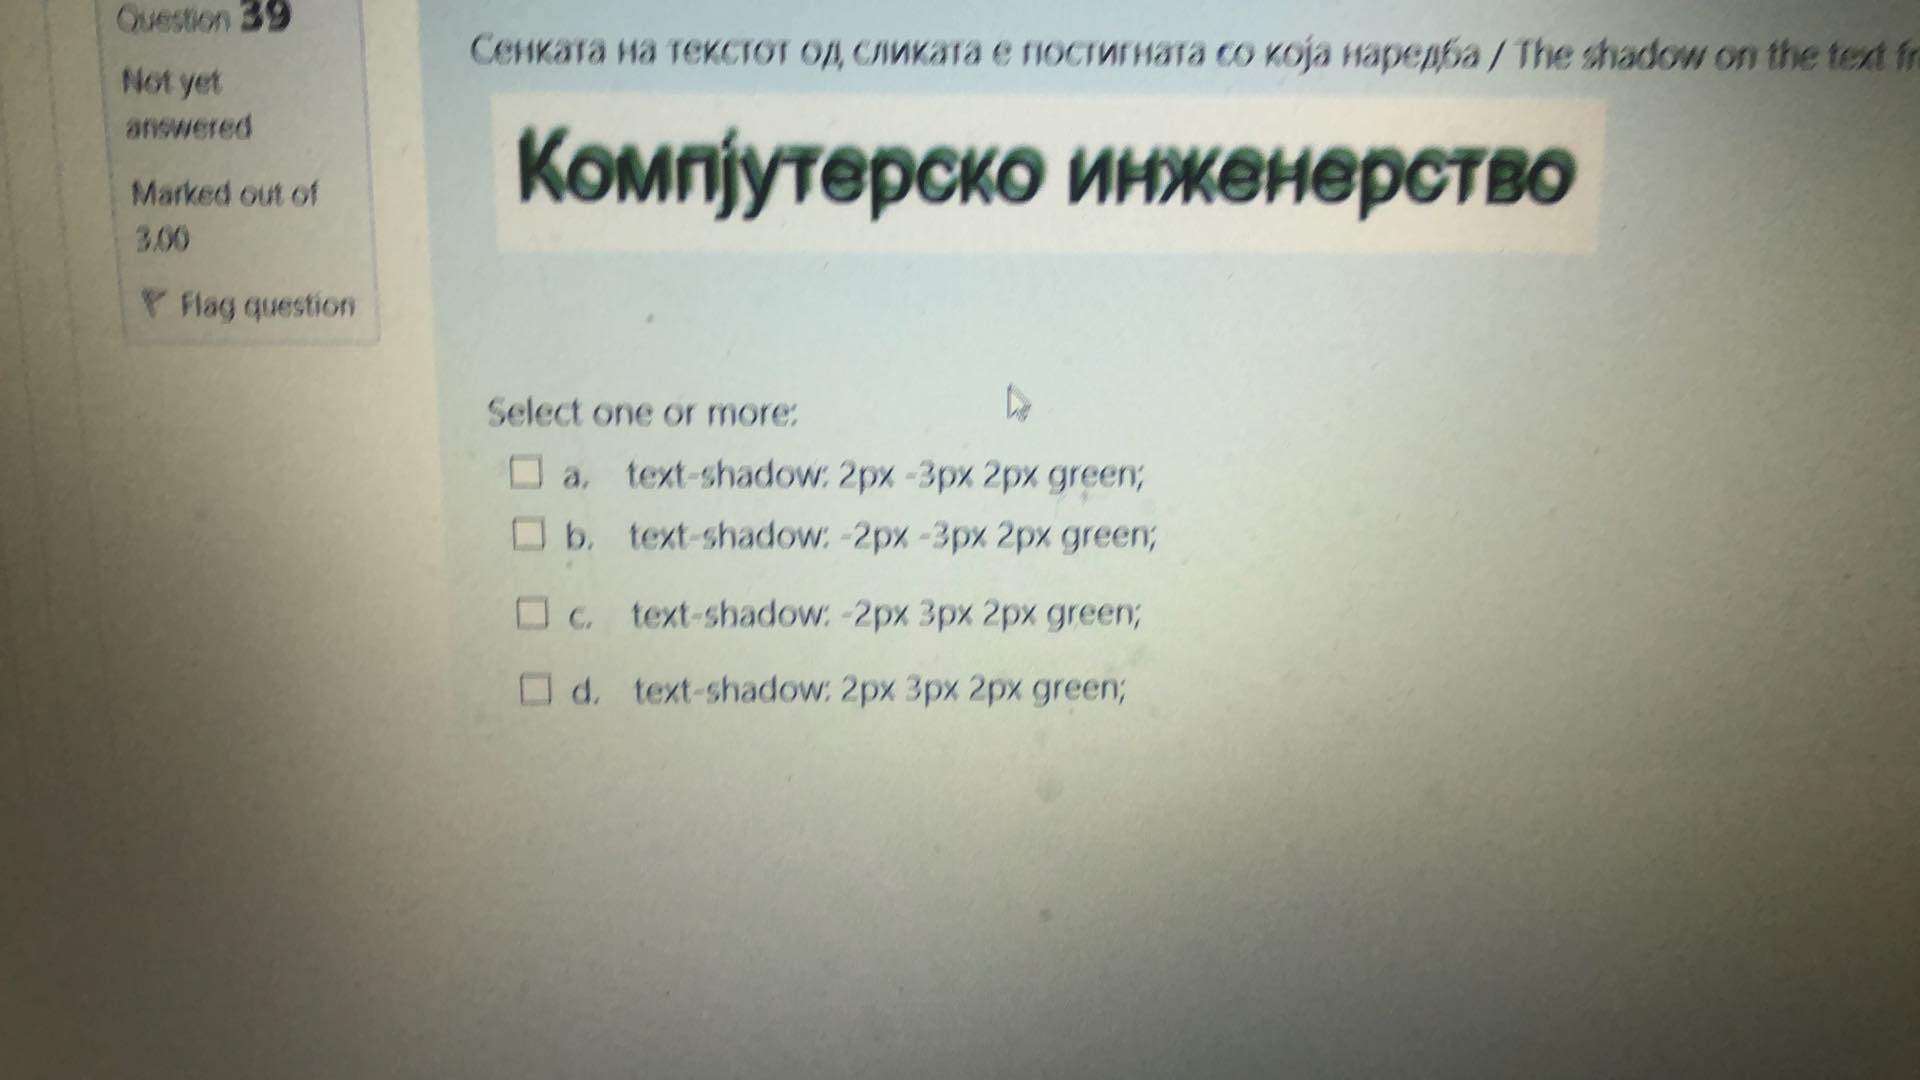 Question 39
Not yet
answered
Marked out of
3.00
Flag question
Сенката на текстот од сликата е постигната со која наредба / The shadow on the text
Компјутерско инженерство
Select one or more:
a. text-shadow: 2px -3px 2px green;
b. text-shadow: -2px -3px 2px green;
c. text-shadow: -2px 3px 2px green;
d. text-shadow: 2px 3px 2px green;